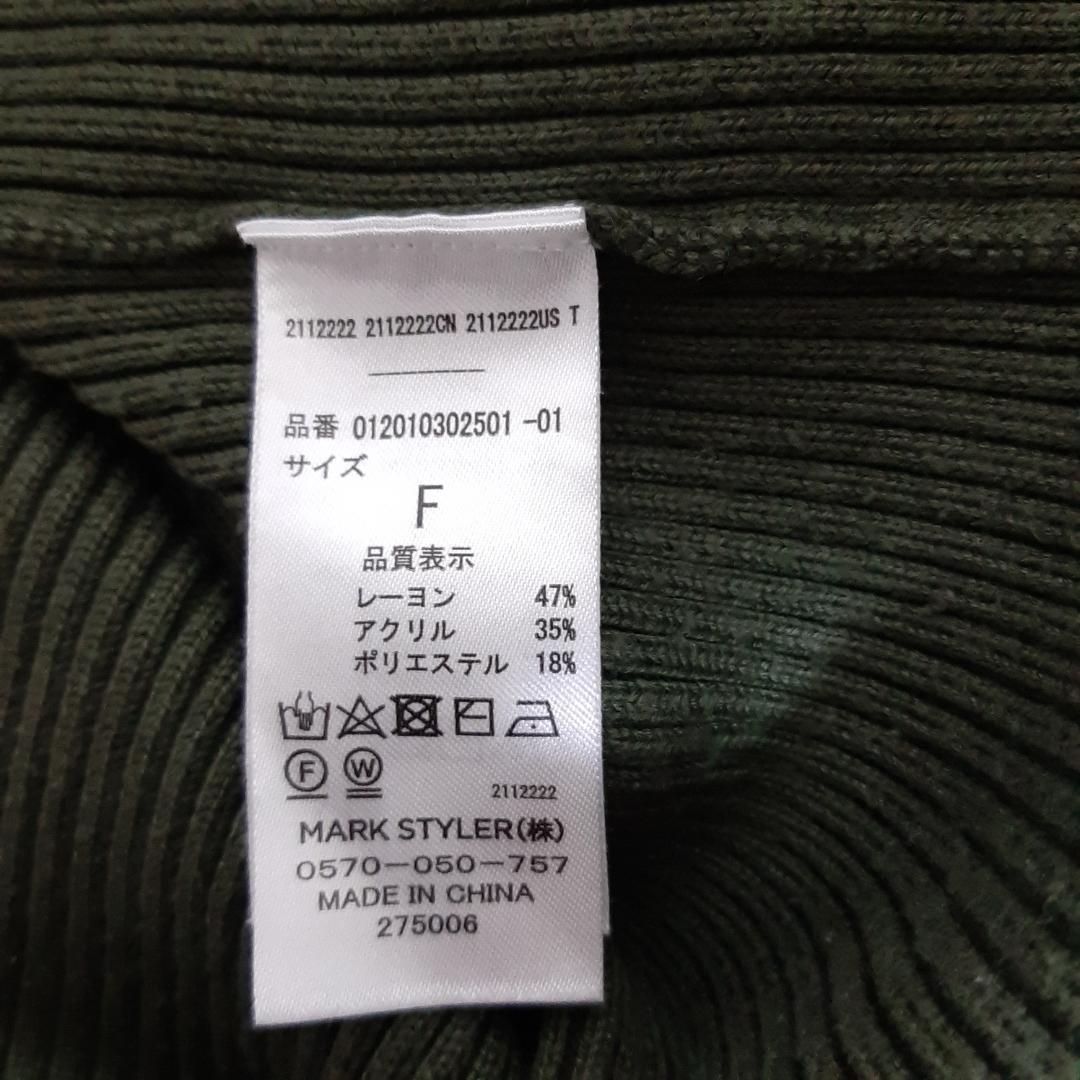 2112222 2112222CN 2112222US T
品番 012010302501 -01
サイズ
F
品質表示
レーヨン 47%
アクリル 35%
ポリエステル 18%
F W
2112222
MARK STYLER(株)
0570-050-757
MADE IN CHINA
275006